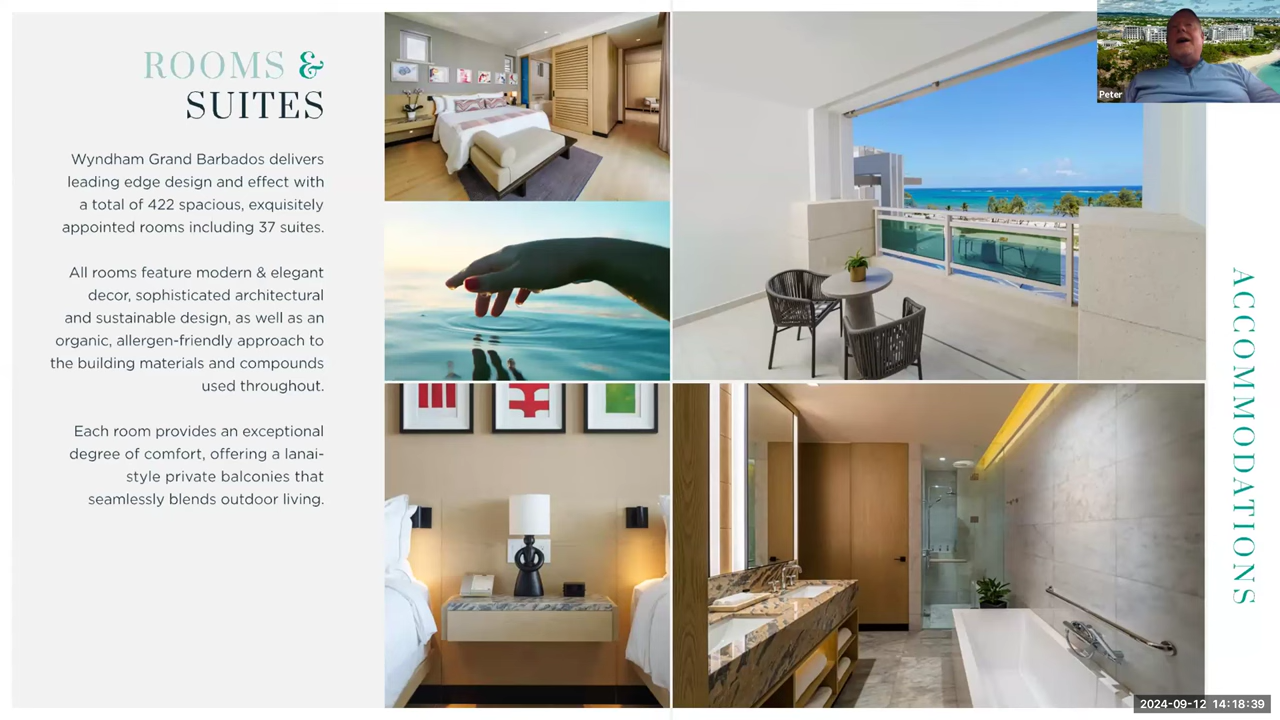 ROOMS &
SUITES
Wyndham Grand Barbados delivers
leading edge design and effect with
a total of 422 spacious, exquisitely
appointed rooms including 37 suites.
All rooms feature modern & elegant
decor, sophisticated architectural
and sustainable design, as well as an
organic, allergen-friendly approach to
the building materials and compounds
used throughout.
Each room provides an exceptional
degree of comfort, offering a lanai-
style private balconies that
seamlessly blends outdoor living.
Peter
ACCOMMODATIONS
2024-09-12 14:18:39